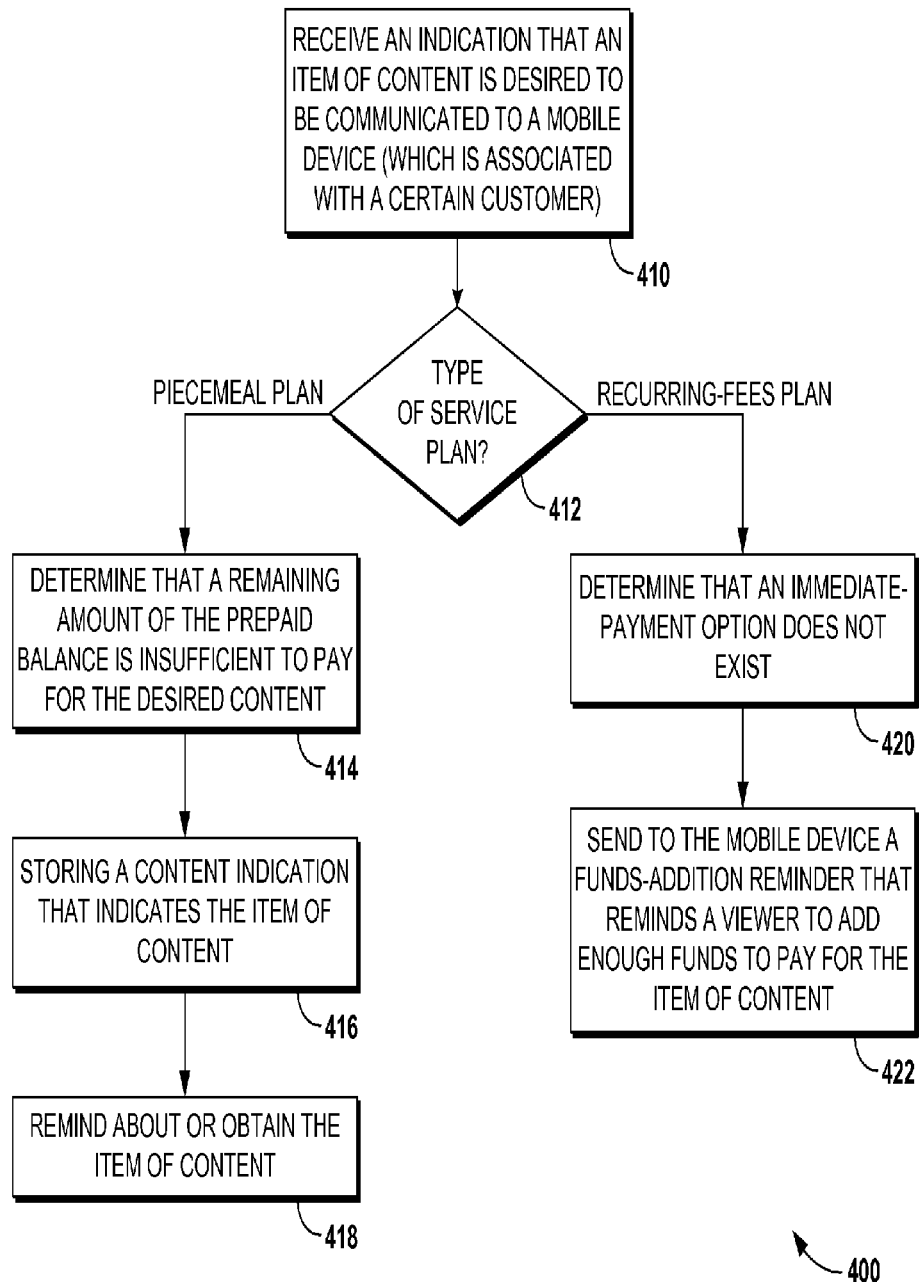 RECEIVE AN INDICATION THAT AN
ITEM OF CONTENT IS DESIRED TO
BE COMMUNICATED TO A MOBILE
DEVICE (WHICH IS ASSOCIATED
WITH A CERTAIN CUSTOMER)
410
TYPE
OF SERVICE
PLAN?
412
PIECEMEAL PLAN
RECURRING-FEES PLAN
DETERMINE THAT A REMAINING
AMOUNT OF THE PREPAID
BALANCE IS INSUFFICIENT TO PAY
FOR THE DESIRED CONTENT
414
STORING A CONTENT INDICATION
THAT INDICATES THE ITEM OF
CONTENT
416
REMIND ABOUT OR OBTAIN THE
ITEM OF CONTENT
418
DETERMINE THAT AN IMMEDIATE-
PAYMENT OPTION DOES NOT
EXIST
420
SEND TO THE MOBILE DEVICE A
FUNDS-ADDITION REMINDER THAT
REMINDS A VIEWER TO ADD
ENOUGH FUNDS TO PAY FOR THE
ITEM OF CONTENT
422
400